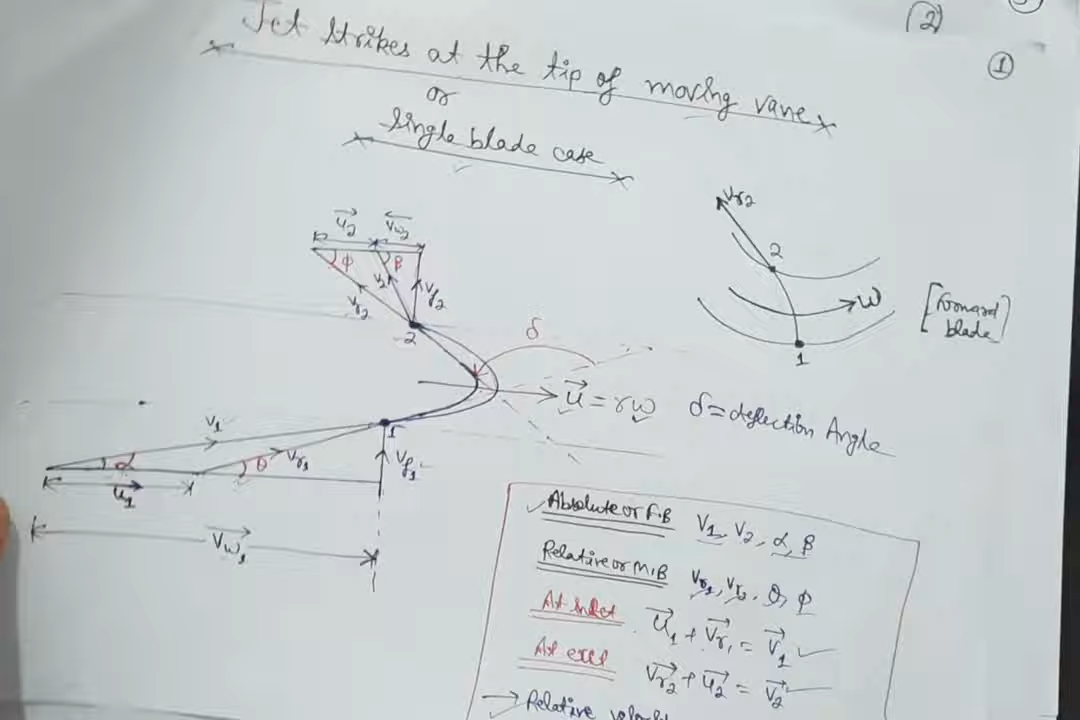 (2)
①
Jet strikes at the tip of moving vane
or
Single blade case
u2 Vw2
φ β
V2 Vf2
Vr2
2
δ
Vr2
2
ω
[Forward
blade]
1
u = rω δ = deflection Angle
1
V1
α θ Vr1 Vf1
u1
Vw1
Absolute or F.B V1, V2, α, β
Relative or M.B Vr1, Vr2, θ, φ
At Inlet u1 + Vr1 = V1
At exit Vr2 + u2 = V2
→ Relative